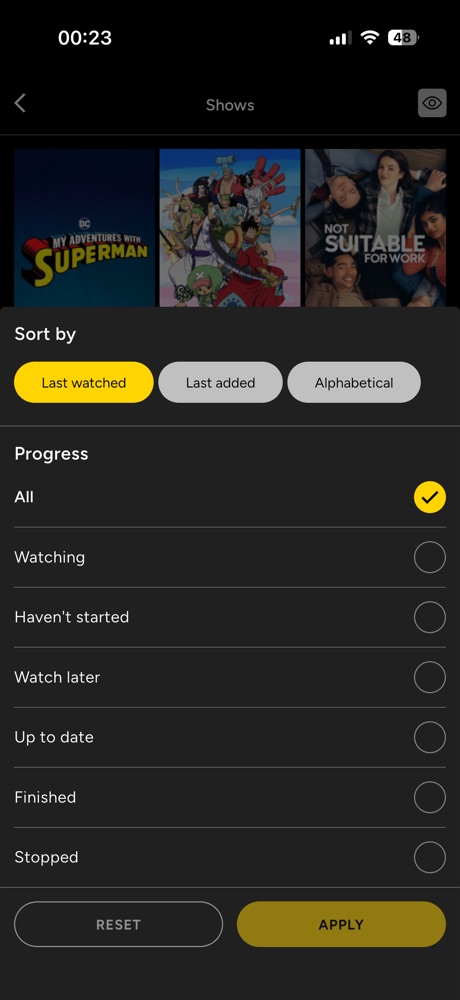 00:23
48
Shows
DC
MY ADVENTURES WITH
SUPERMAN
NOT
SUITABLE
FOR WORK
Sort by
Last watched
Last added
Alphabetical
Progress
All
Watching
Haven't started
Watch later
Up to date
Finished
Stopped
RESET
APPLY